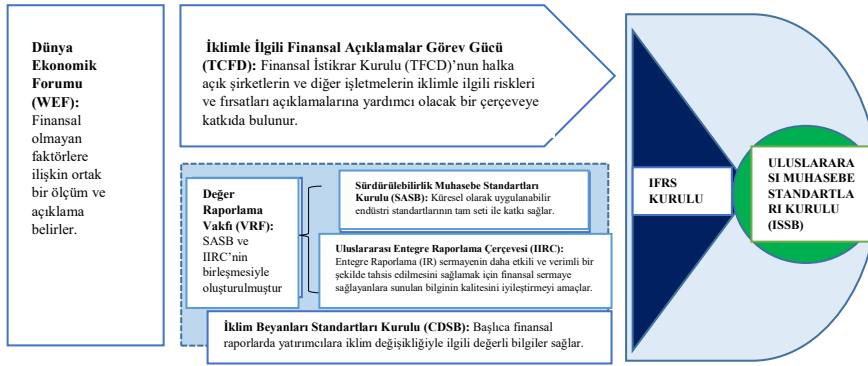 Dünya
Ekonomik
Forumu
(WEF):
Finansal
olmayan
faktörlere
ilişkin ortak
bir ölçüm ve
açıklama
belirler.
İklimle İlgili Finansal Açıklamalar Görev Gücü
(TCFD): Finansal İstikrar Kurulu (TFCD)’nun halka
açık şirketlerin ve diğer işletmelerin iklimle ilgili riskleri
ve fırsatları açıklamalarına yardımcı olacak bir çerçeveye
katkıda bulunur.
Değer
Raporlama
Vakfı (VRF):
SASB ve
IIRC’nin
birleşmesiyle
oluşturulmuştur
Sürdürülebilirlik Muhasebe Standartları
Kurulu (SASB): Küresel olarak uygulanabilir
endüstri standartlarının tam seti ile katkı sağlar.
Uluslararası Entegre Raporlama Çerçevesi (IIRC):
Entegre Raporlama (IR) sermayenin daha etkili ve verimli bir
şekilde tahsis edilmesini sağlamak için finansal sermaye
sağlayanlara sunulan bilginin kalitesini iyileştirmeyi amaçlar.
İklim Beyanları Standartları Kurulu (CDSB): Başlıca finansal
raporlarda yatırımcılara iklim değişikliğiyle ilgili değerli bilgiler sağlar.
IFRS
KURULU
ULUSLARARA
SI MUHASEBE
STANDARTLA
RI KURULU
(ISSB)